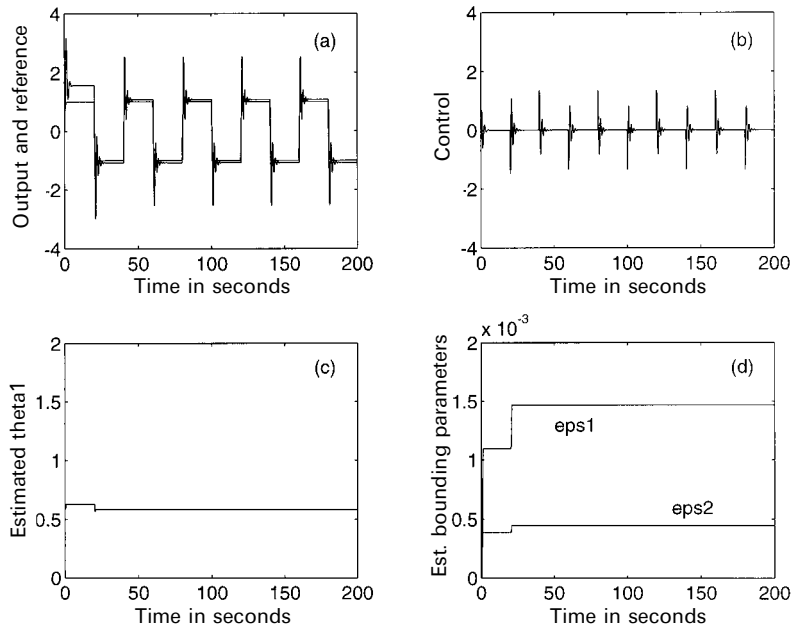 4
2
0
-2
-4
0
50
100
150
200
Output and reference
Time in seconds
(a)
4
2
0
-2
-4
0
50
100
150
200
Control
Time in seconds
(b)
2
1.5
1
0.5
0
0
50
100
150
200
Estimated theta1
Time in seconds
(c)
x 10-3
2
1.5
1
0.5
0
0
50
100
150
200
Est. bounding parameters
Time in seconds
(d)
eps1
eps2